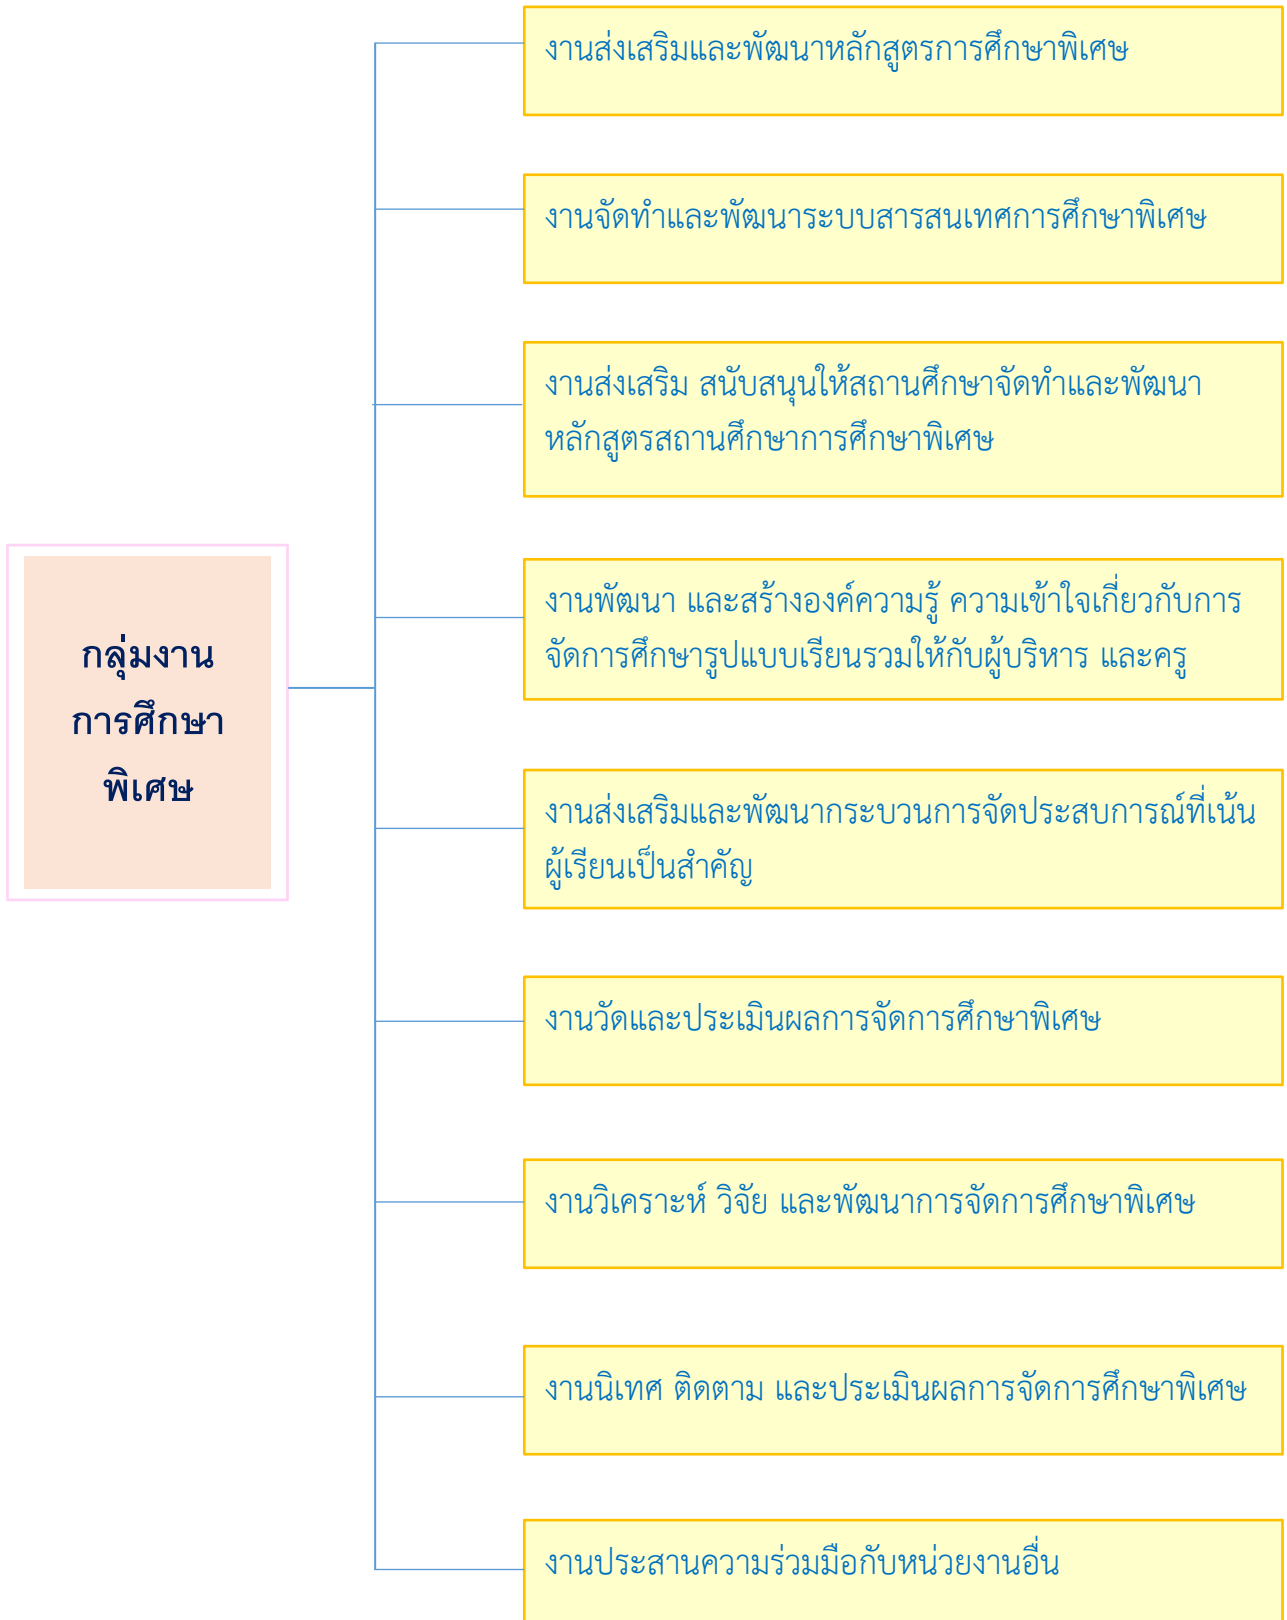 งานส่งเสริมและพัฒนาหลักสูตรการศึกษาพิเศษ
งานจัดทำและพัฒนาระบบสารสนเทศการศึกษาพิเศษ
งานส่งเสริม สนับสนุนให้สถานศึกษาจัดทำและพัฒนา
หลักสูตรสถานศึกษาการศึกษาพิเศษ
กลุ่มงาน
การศึกษา
พิเศษ
งานพัฒนา และสร้างองค์ความรู้ ความเข้าใจเกี่ยวกับการ
จัดการศึกษารูปแบบเรียนรวมให้กับผู้บริหาร และครู
งานส่งเสริมและพัฒนากระบวนการจัดประสบการณ์ที่เน้น
ผู้เรียนเป็นสำคัญ
งานวัดและประเมินผลการจัดการศึกษาพิเศษ
งานวิเคราะห์ วิจัย และพัฒนาการจัดการศึกษาพิเศษ
งานนิเทศ ติดตาม และประเมินผลการจัดการศึกษาพิเศษ
งานประสานความร่วมมือกับหน่วยงานอื่น